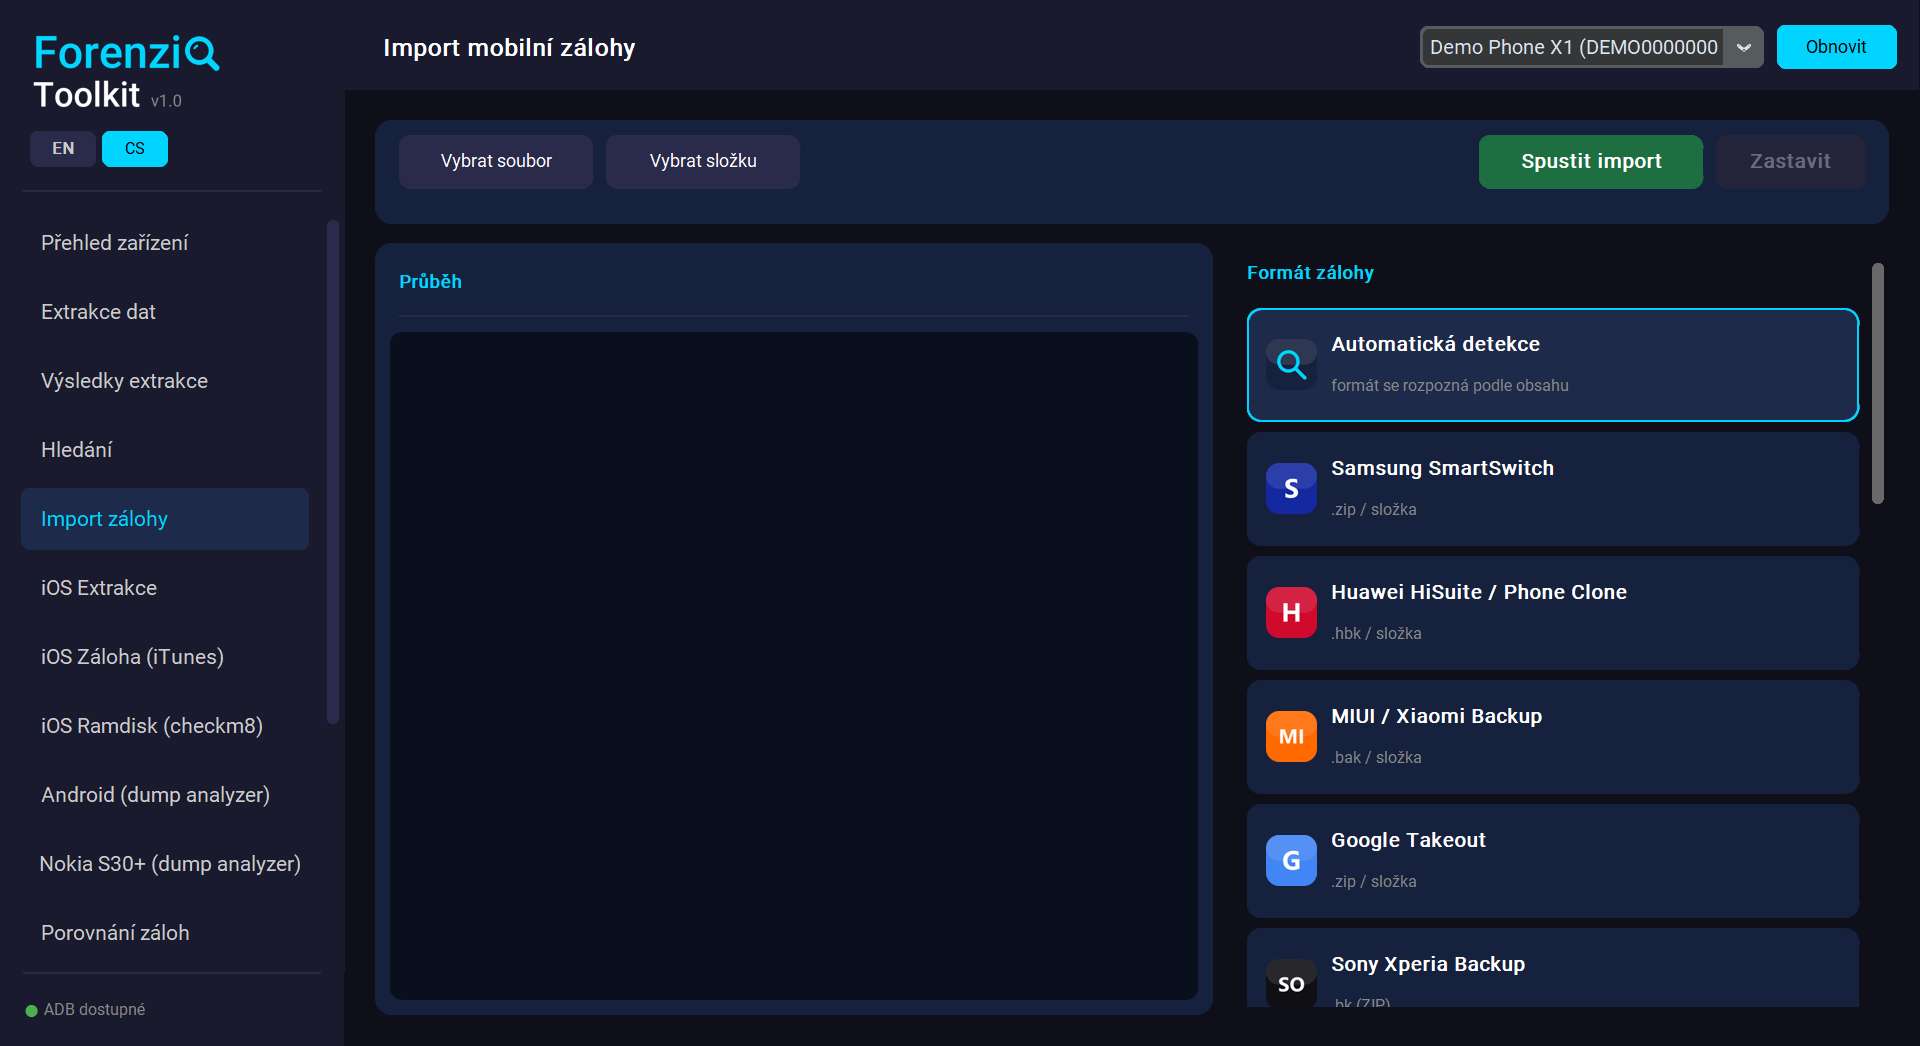 Forenzi
Toolkit v1.0
EN CS
Přehled zařízení
Extrakce dat
Výsledky extrakce
Hledání
Import zálohy
iOS Extrakce
iOS Záloha (iTunes)
iOS Ramdisk (checkm8)
Android (dump analyzer)
Nokia S30+ (dump analyzer)
Porovnání záloh
ADB dostupné
Import mobilní zálohy
Demo Phone X1 (DEMO0000000
Obnovit
Vybrat soubor
Vybrat složku
Spustit import
Zastavit
Průběh
Formát zálohy
Automatická detekce
formát se rozpozná podle obsahu
S
Samsung SmartSwitch
.zip / složka
H
Huawei HiSuite / Phone Clone
.hbk / složka
MI
MIUI / Xiaomi Backup
.bak / složka
G
Google Takeout
.zip / složka
SO
Sony Xperia Backup
.bk (ZIP)